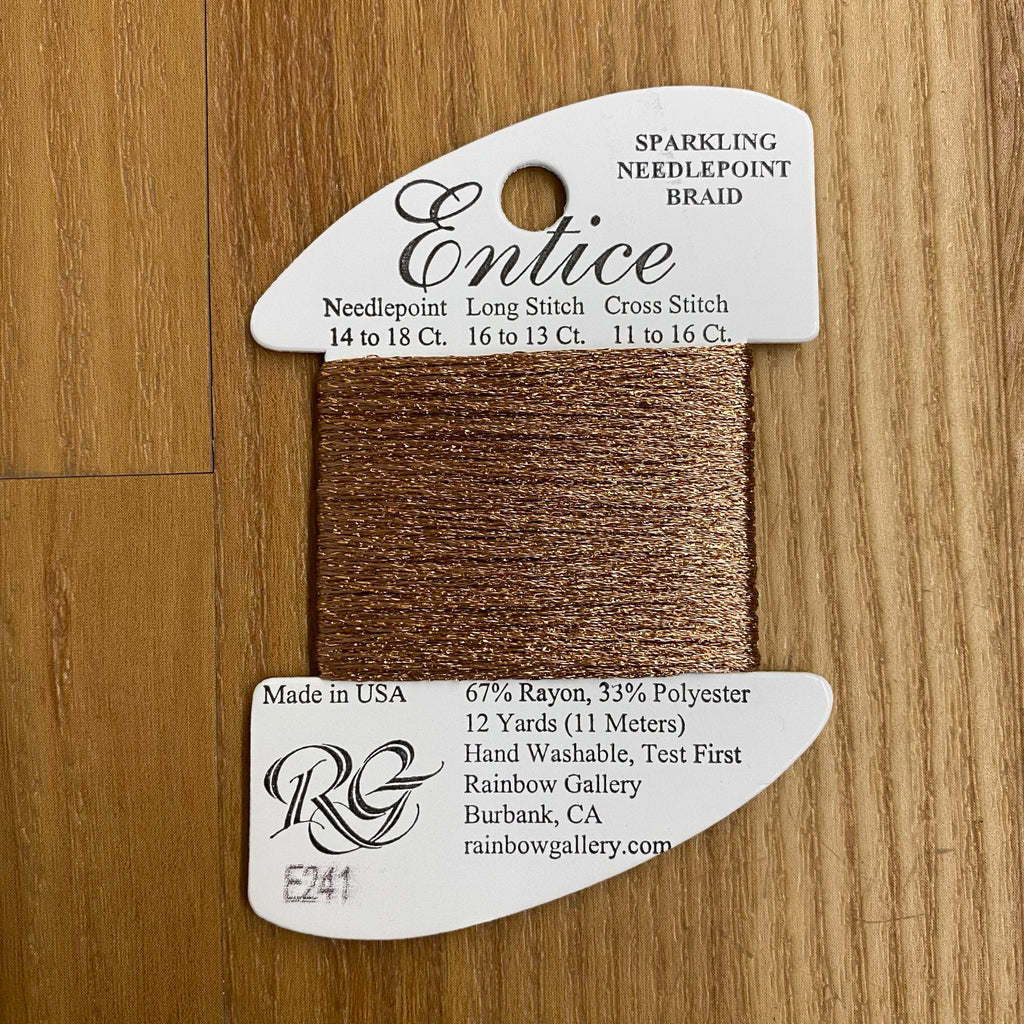 SPARKLING
NEEDLEPOINT
BRAID
Entice
Needlepoint Long Stitch Cross Stitch
14 to 18 Ct. 16 to 13 Ct. 11 to 16 Ct.
Made in USA
67% Rayon, 33% Polyester
12 Yards (11 Meters)
Hand Washable, Test First
Rainbow Gallery
Burbank, CA
rainbowgallery.com
RG
E241